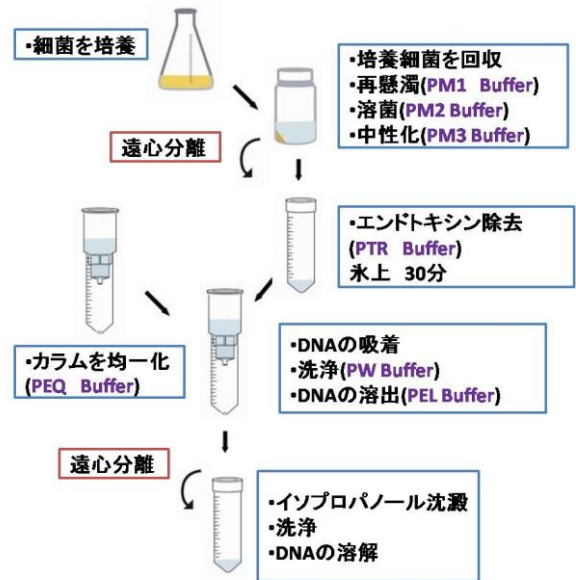 ・細菌を培養
・培養細菌を回収
・再懸濁(PM1 Buffer)
・溶菌(PM2 Buffer)
・中性化(PM3 Buffer)
遠心分離
・エンドトキシン除去
(PTR Buffer)
氷上 30分
・カラムを均一化
(PEQ Buffer)
・DNAの吸着
・洗浄(PW Buffer)
・DNAの溶出(PEL Buffer)
遠心分離
・イソプロパノール沈澱
・洗浄
・DNAの溶解